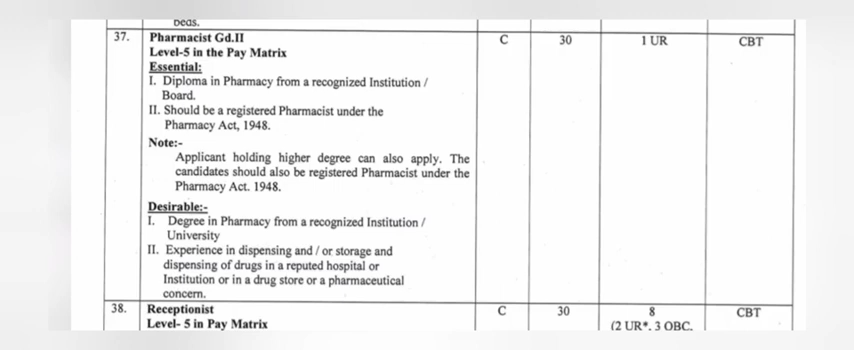 beds.
37. Pharmacist Gd.II C 30 1 UR CBT
Level-5 in the Pay Matrix
Essential:
I. Diploma in Pharmacy from a recognized Institution /
Board.
II. Should be a registered Pharmacist under the
Pharmacy Act, 1948.
Note:-
Applicant holding higher degree can also apply. The
candidates should also be registered Pharmacist under the
Pharmacy Act. 1948.
Desirable:-
I. Degree in Pharmacy from a recognized Institution /
University
II. Experience in dispensing and / or storage and
dispensing of drugs in a reputed hospital or
Institution or in a drug store or a pharmaceutical
concern.
38. Receptionist C 30 8 CBT
Level- 5 in Pay Matrix (2 UR*, 3 OBC,